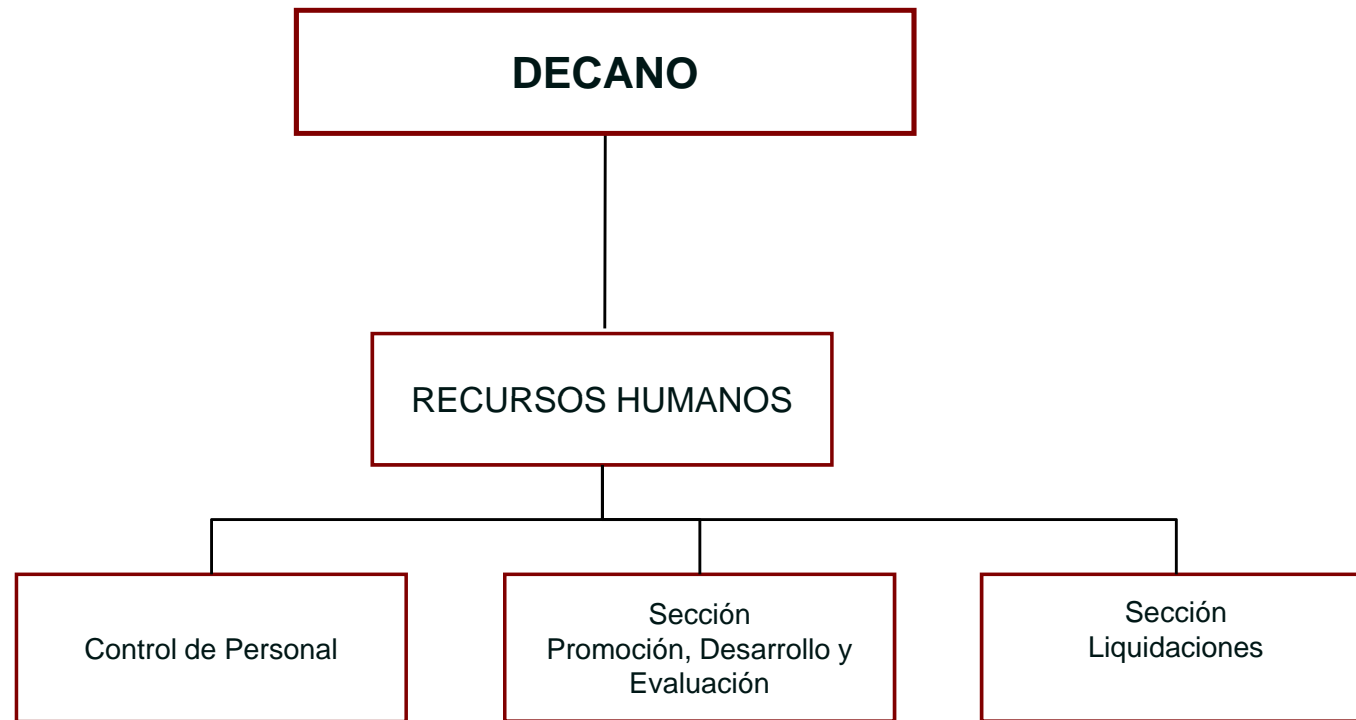 DECANO
RECURSOS HUMANOS
Control de Personal
Sección
Promoción, Desarrollo y
Evaluación
Sección
Liquidaciones